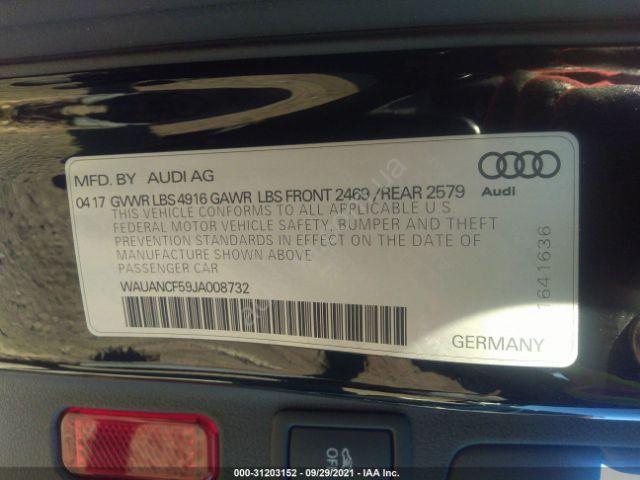 MFD. BY AUDI AG
04 17 GVWR LBS 4916 GAWR LBS FRONT 2469 /REAR 2579
THIS VEHICLE CONFORMS TO ALL APPLICABLE U.S.
FEDERAL MOTOR VEHICLE SAFETY, BUMPER AND THEFT
PREVENTION STANDARDS IN EFFECT ON THE DATE OF
MANUFACTURE SHOWN ABOVE
PASSENGER CAR
WAUANCF59JA008732
Audi
1641636
GERMANY
OFF
000-31203152 - 09/29/2021 - IAA Inc.